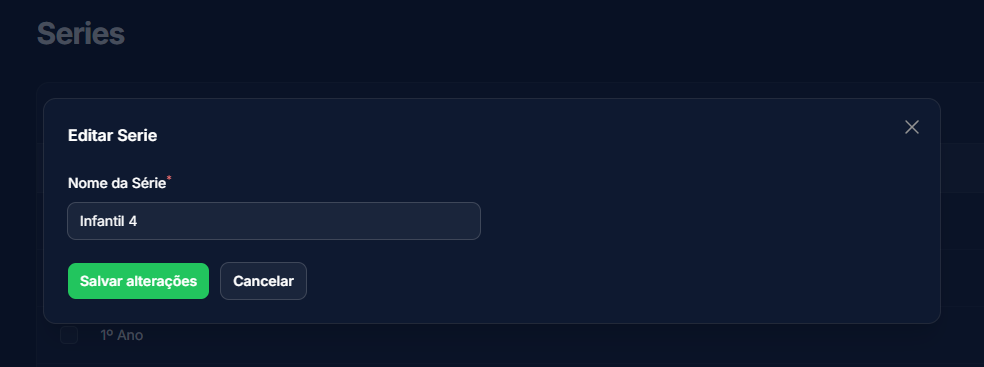 Series
Editar Serie
Nome da Série*
Infantil 4
Salvar alterações Cancelar
1º Ano